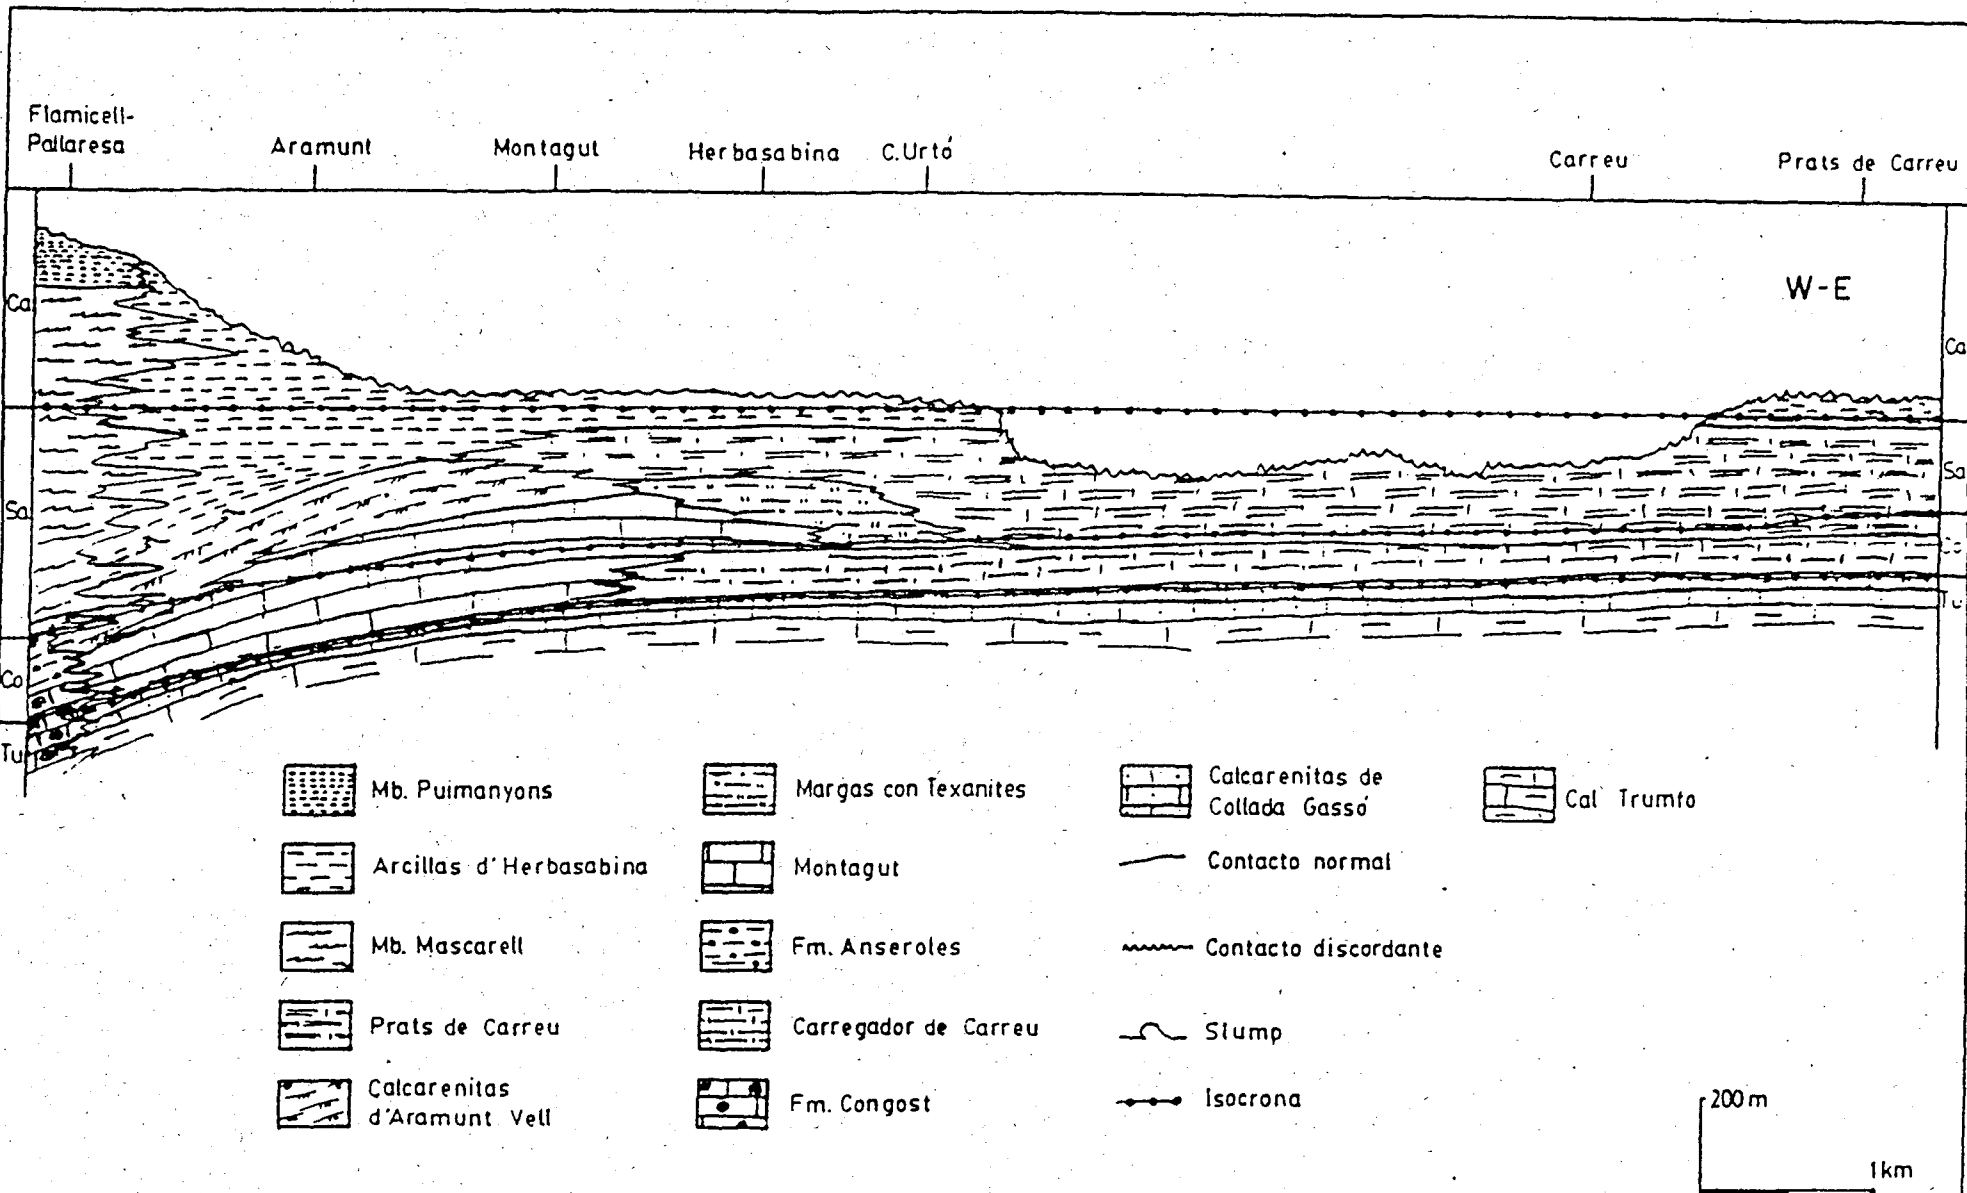 Flamicell-
Pallaresa
Aramunt
Montagut
Herbasabina
C.Urtó
Carreu
Prats de Carreu
W-E
Ca
Sa
Co
Tu
Ca
Sa
Co
Tu
Mb. Puimanyons
Arcillas d'Herbasabina
Mb. Mascarell
Prats de Carreu
Calcarenitas
d'Aramunt Vell
Margas con Texanites
Montagut
Fm. Anseroles
Carregador de Carreu
Fm. Congost
Calcarenitas de
Collada Gassó
Contacto normal
Contacto discordante
Slump
Isocrona
Cal Trumfo
200 m
1km